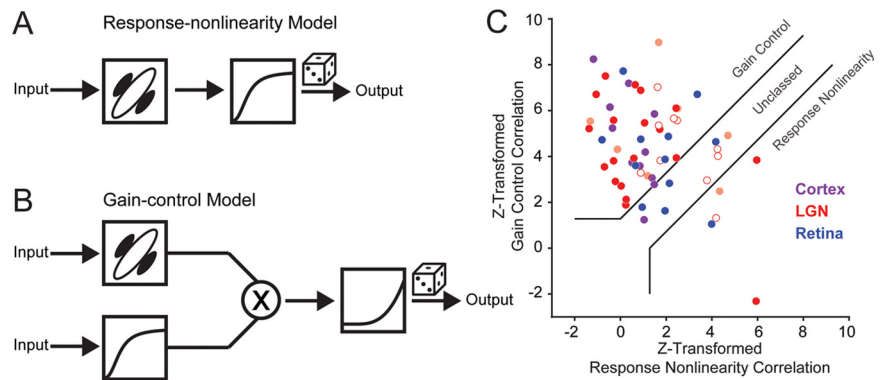 A
Response-nonlinearity Model
Input
Output
B
Gain-control Model
Input
Input
X
Output
C
Z-Transformed
Gain Control Correlation
10
8
6
4
2
0
-2
-2
0
2
4
6
8
10
Z-Transformed
Response Nonlinearity Correlation
Gain Control
Unclassed
Response Nonlinearity
Cortex
LGN
Retina